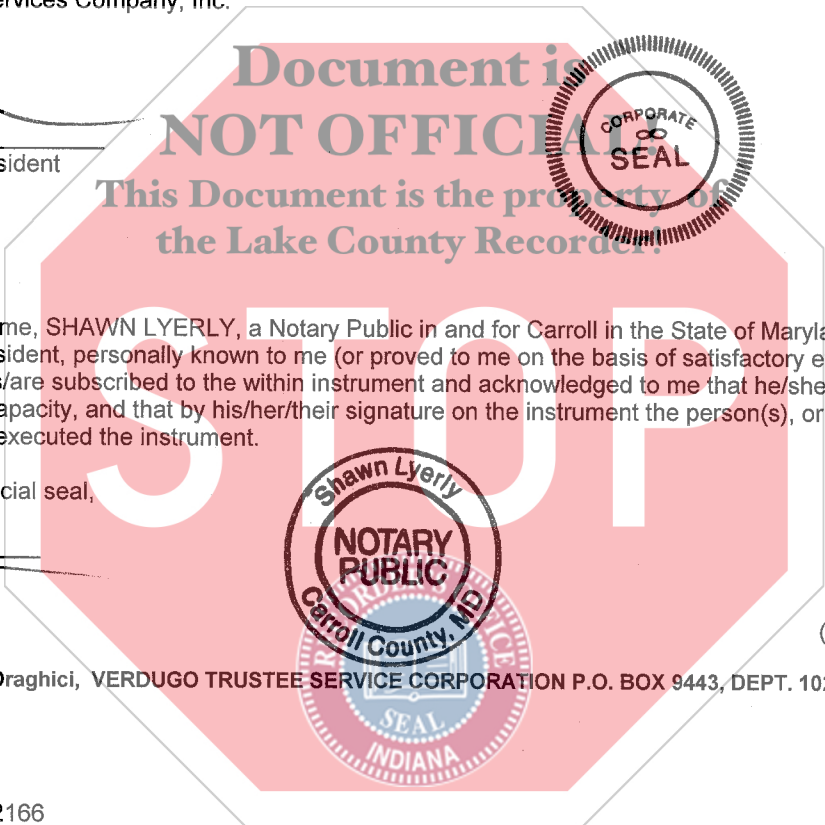 ervices Company, Inc.
Document is
NOT OFFICIAL!
This Document is the property of
the Lake County Recorder!
CORPORATE
SEAL
sident
STOP
me, SHAWN LYERLY, a Notary Public in and for Carroll in the State of Maryla
sident, personally known to me (or proved to me on the basis of satisfactory e
s/are subscribed to the within instrument and acknowledged to me that he/she
apacity, and that by his/her/their signature on the instrument the person(s), or
executed the instrument.
cial seal,
Shawn Lyerly
NOTARY
PUBLIC
Carroll County, MD
RECORDER'S OFFICE
SEAL
INDIANA
Draghici, VERDUGO TRUSTEE SERVICE CORPORATION P.O. BOX 9443, DEPT. 102
2166